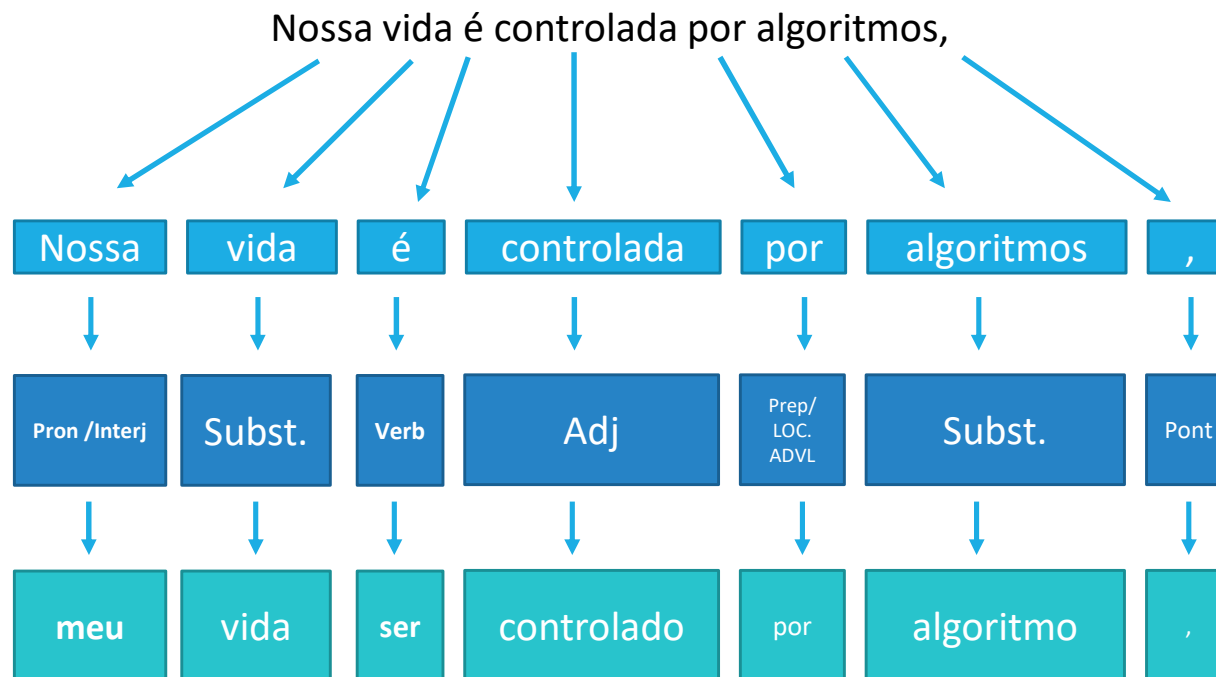 Nossa vida é controlada por algoritmos,
Nossa vida é controlada por algoritmos ,
Pron /Interj Subst. Verb Adj Prep/ LOC. ADVL Subst. Pont
meu vida ser controlado por algoritmo ,